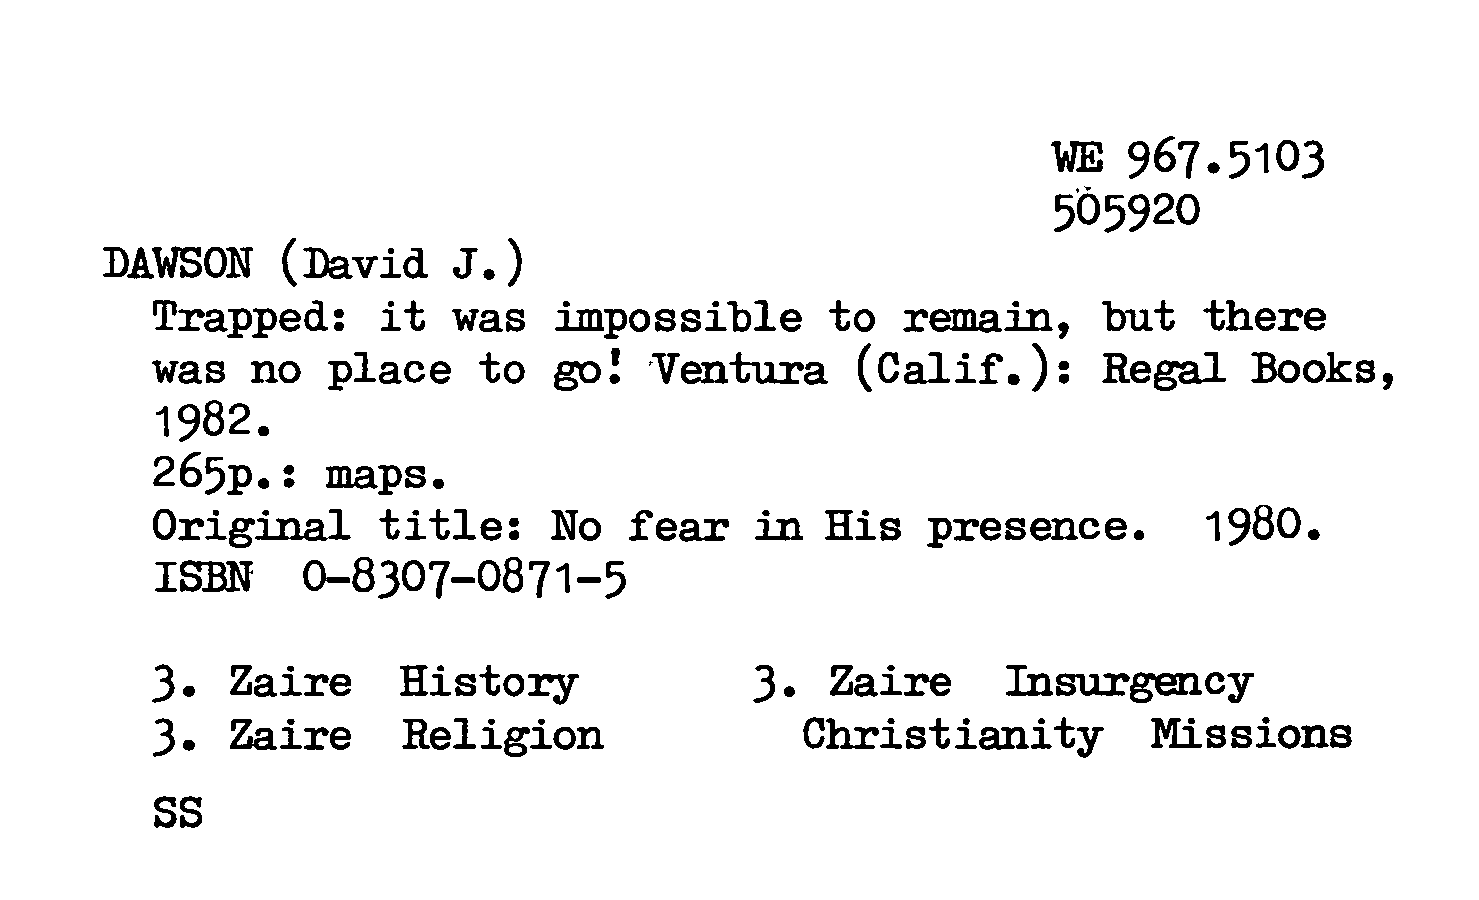 WE 967.5103
505920
DAWSON (David J.)
Trapped: it was impossible to remain, but there
was no place to go! Ventura (Calif.): Regal Books,
1982.
265p.: maps.
Original title: No fear in His presence. 1980.
ISBN 0-8307-0871-5
3. Zaire History 3. Zaire Insurgency
3. Zaire Religion Christianity Missions
SS